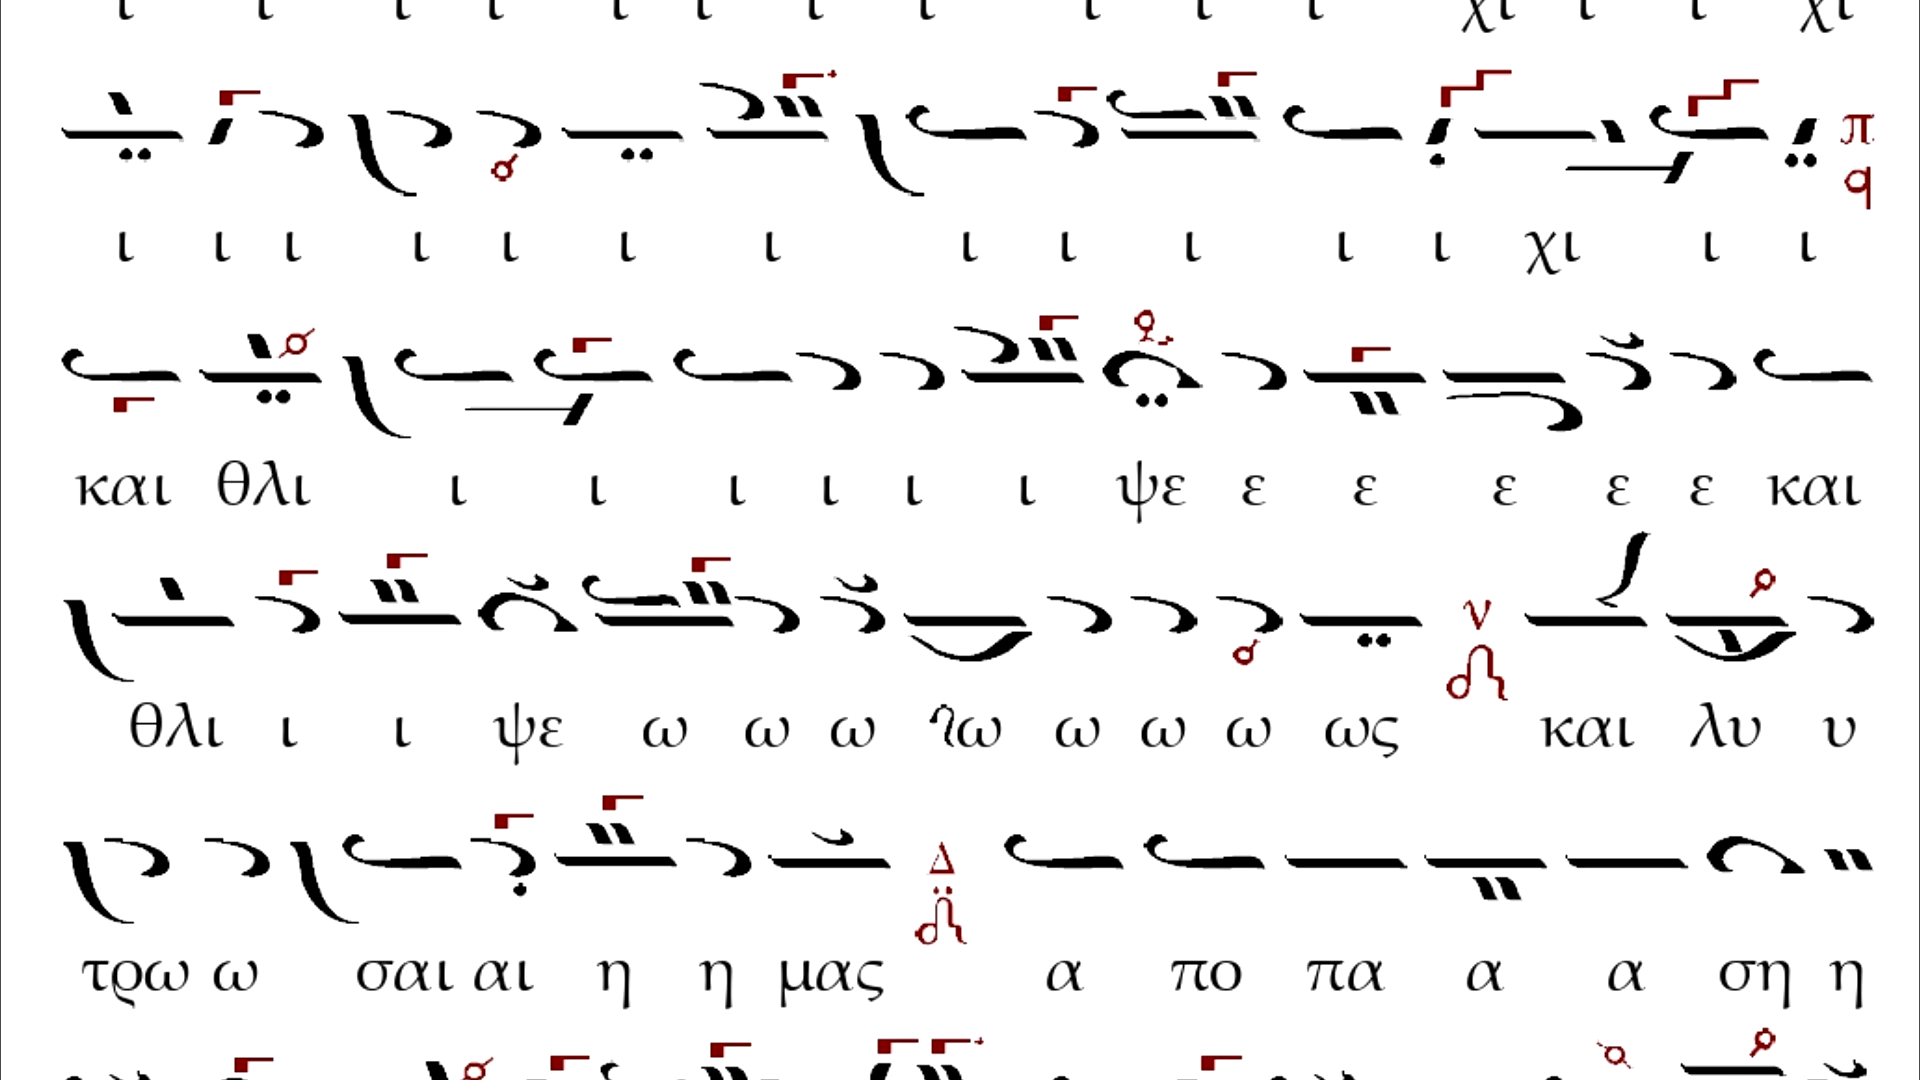 ι ι ι ι ι ι ι ι ι ι ι χι ι ι χι
π
ι ι ι ι ι ι ι ι ι ι ι ι χι ι ι
και θλι ι ι ι ι ι ι ψε ε ε ε ε ε και
ν
θλι ι ι ψε ω ω ω ω ω ω ω ως και λυ υ
Δ
τρω ω σαι αι η η μας α πο πα α α ση η